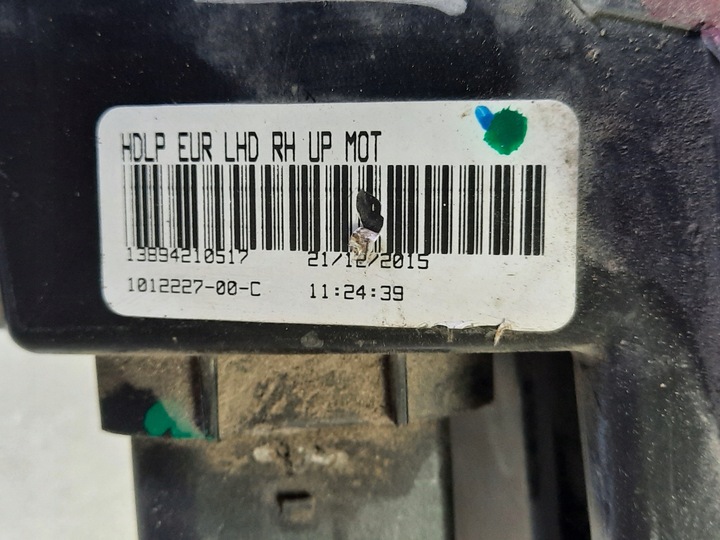 HDLP EUR LHD RH UP MOT
13894210517 21/12/2015
1012227-00-C 11:24:39